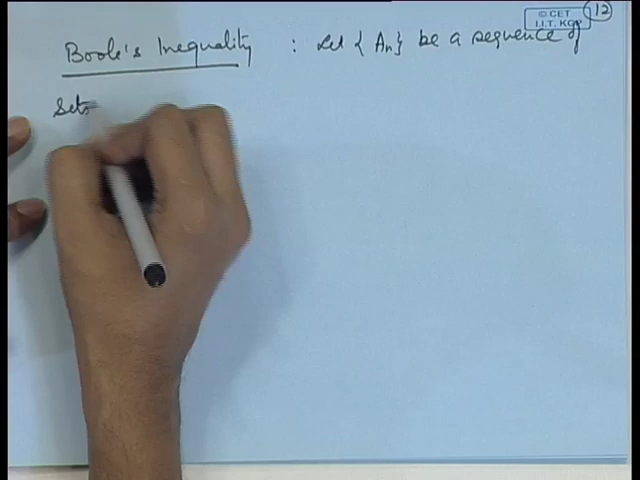 © CET
I.I.T. KGP
12
Boole's Inequality : Let { An } be a sequence of
Sets